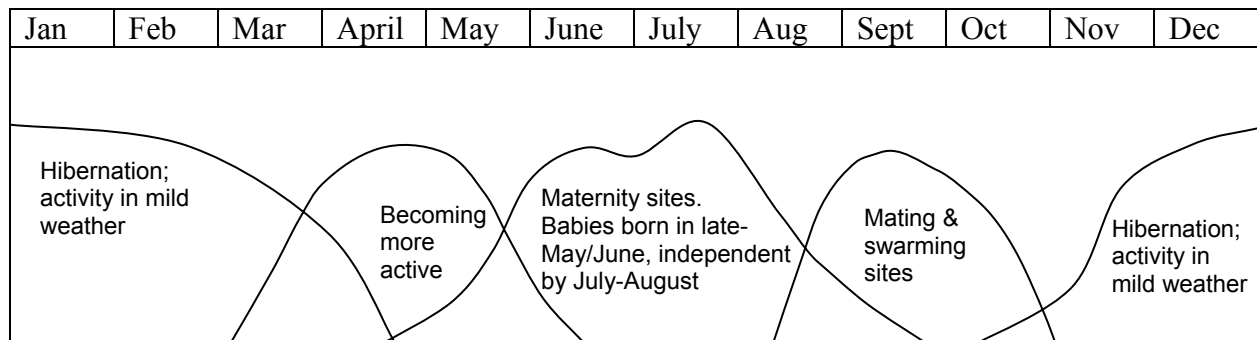 Jan Feb Mar April May June July Aug Sept Oct Nov Dec
Hibernation;
activity in mild
weather
Becoming
more
active
Maternity sites.
Babies born in late-
May/June, independent
by July-August
Mating &
swarming
sites
Hibernation;
activity in
mild weather